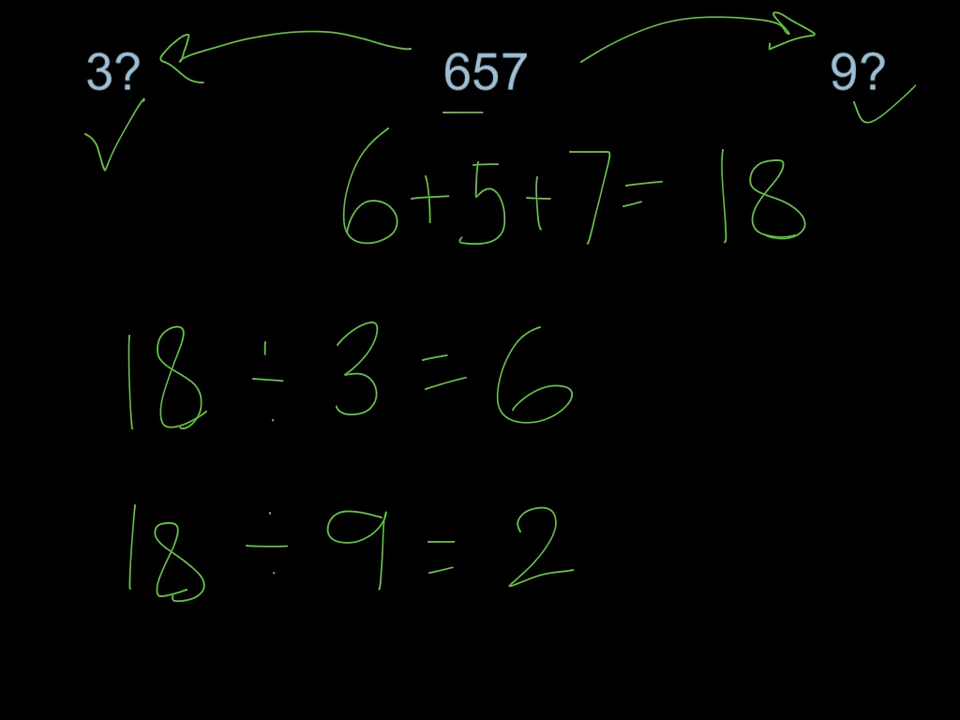 3? 657 9?
6+5+7= 18
18 ÷ 3 = 6
18 ÷ 9 = 2